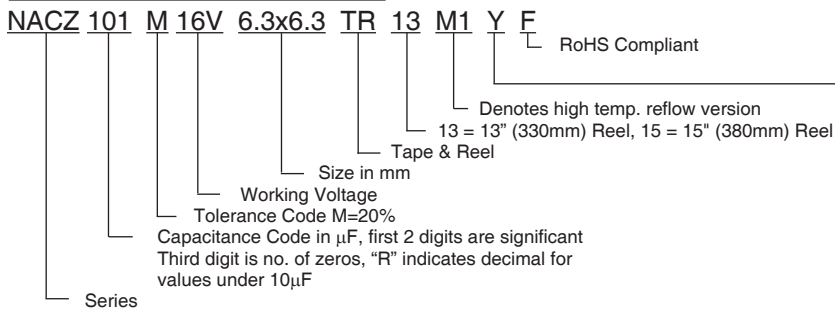 NACZ 101 M 16V 6.3x6.3 TR 13 M1 Y F
RoHS Compliant
Denotes high temp. reflow version
13 = 13” (330mm) Reel, 15 = 15" (380mm) Reel
Tape & Reel
Size in mm
Working Voltage
Tolerance Code M=20%
Capacitance Code in μF, first 2 digits are significant
Third digit is no. of zeros, “R” indicates decimal for
values under 10μF
Series